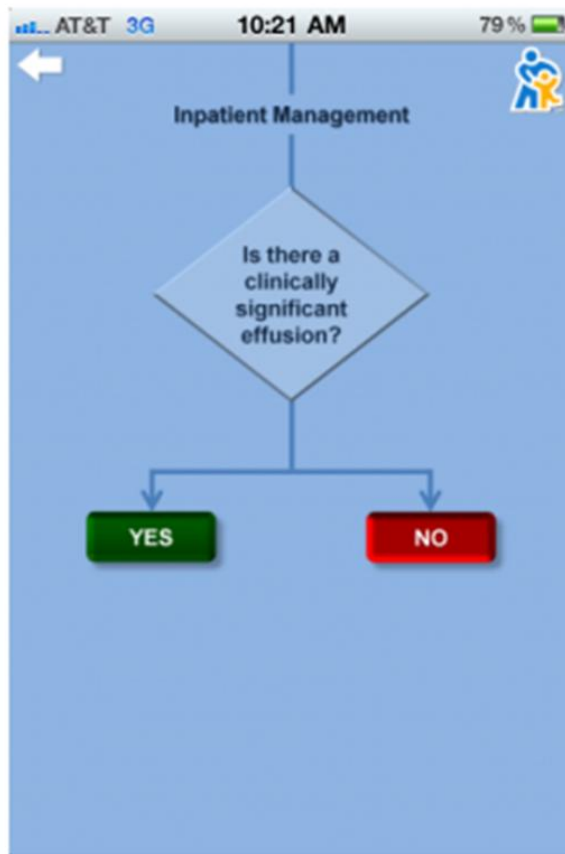 AT&T 3G 10:21 AM 79%
Inpatient Management
Is there a
clinically
significant
effusion?
YES NO